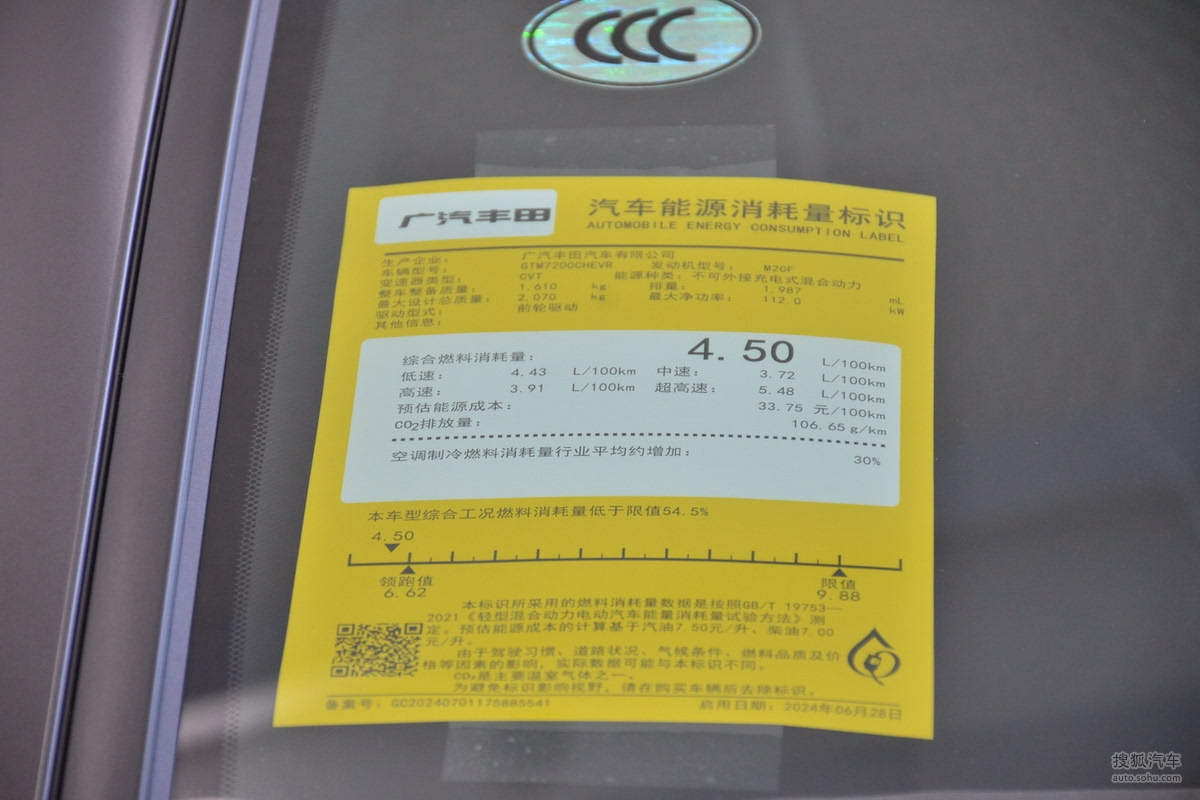 CCC
广汽丰田 汽车能源消耗量标识
AUTOMOBILE ENERGY CONSUMPTION LABEL
生产企业: 广汽丰田汽车有限公司
车辆型号: GTM7200CHEVR 发动机型号: M20F
变速器类型: CVT 能源种类: 不可外接充电式混合动力
整车整备质量: 1,610 kg 排量: 1,987 mL
最大设计总质量: 2,070 kg 最大净功率: 112.0 kW
驱动型式: 前轮驱动
其他信息:
综合燃料消耗量: 4.50 L/100km
低速: 4.43 L/100km 中速: 3.72 L/100km
高速: 3.91 L/100km 超高速: 5.48 L/100km
预估能源成本: 33.75 元/100km
CO2排放量: 106.65 g/km
空调制冷燃料消耗量行业平均约增加: 30%
本车型综合工况燃料消耗量低于限值54.5%
4.50
领跑值 限值
6.62 9.88
本标识所采用的燃料消耗量数据是按照GB/T 19753—
2021《轻型混合动力电动汽车能量消耗量试验方法》测
定。预估能源成本的计算基于汽油7.50元/升、柴油7.00
元/升。
由于驾驶习惯、道路状况、气候条件、燃料品质及价
格等因素的影响，实际数据可能与本标识不同。
CO₂是主要温室气体之一。
为避免标识影响视野，请在购买车辆后去除标识。
备案号: GC20240701175885541 启用日期: 2024年06月28日
搜狐汽车
auto.sohu.com